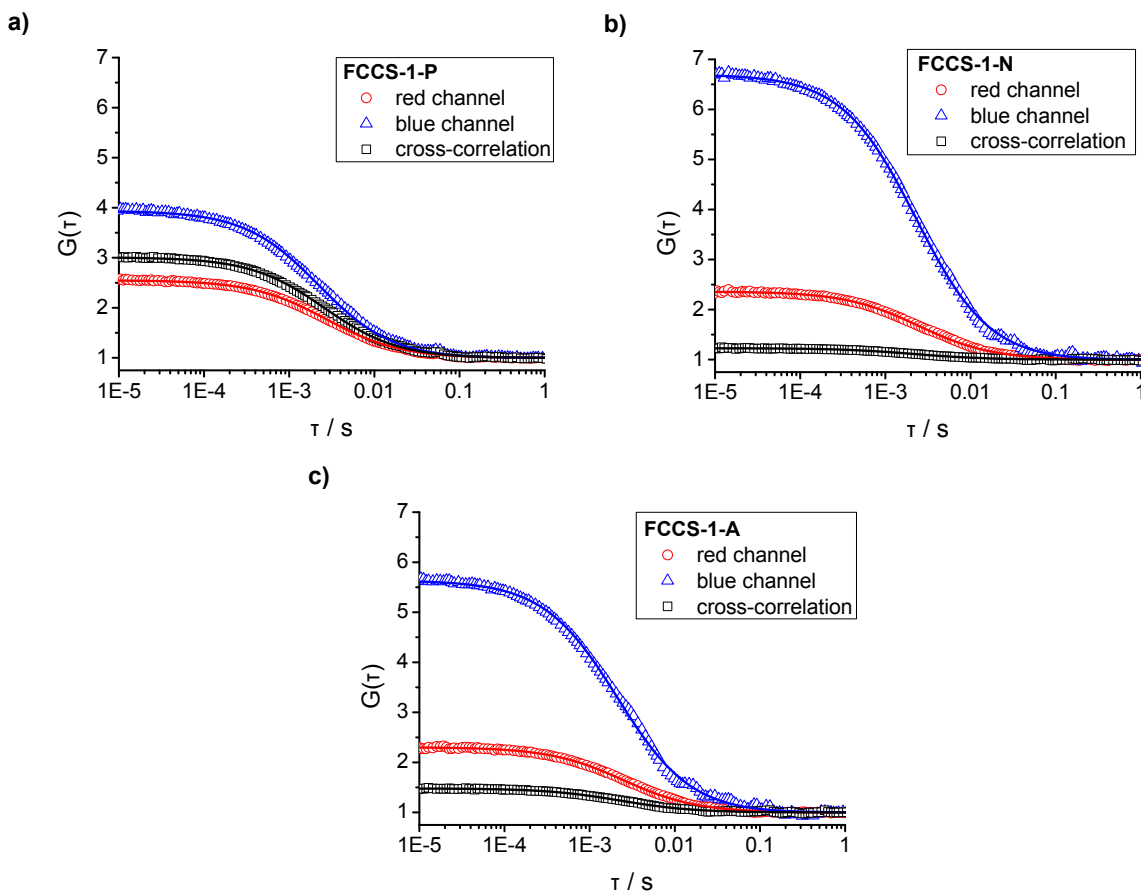 a)
FCCS-1-P
red channel
blue channel
cross-correlation
7
6
5
4
3
2
1
G(τ)
1E-5 1E-4 1E-3 0.01 0.1 1
τ / s
b)
FCCS-1-N
red channel
blue channel
cross-correlation
7
6
5
4
3
2
1
G(τ)
1E-5 1E-4 1E-3 0.01 0.1 1
τ / s
c)
FCCS-1-A
red channel
blue channel
cross-correlation
7
6
5
4
3
2
1
G(τ)
1E-5 1E-4 1E-3 0.01 0.1 1
τ / s